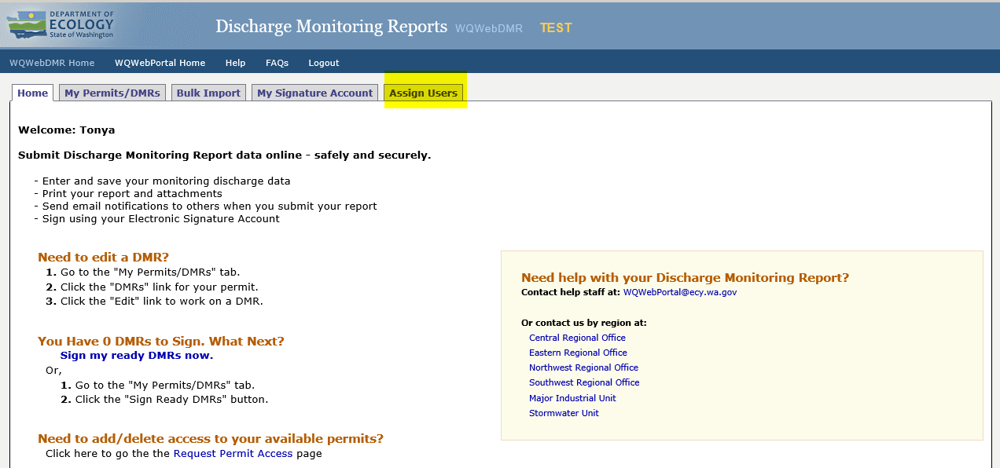 DEPARTMENT OF
ECOLOGY
State of Washington
Discharge Monitoring Reports WQWebDMR TEST
WQWebDMR Home WQWebPortal Home Help FAQs Logout
Home My Permits/DMRs Bulk Import My Signature Account Assign Users
Welcome: Tonya
Submit Discharge Monitoring Report data online - safely and securely.
- Enter and save your monitoring discharge data
- Print your report and attachments
- Send email notifications to others when you submit your report
- Sign using your Electronic Signature Account
Need to edit a DMR?
1. Go to the "My Permits/DMRs" tab.
2. Click the "DMRs" link for your permit.
3. Click the "Edit" link to work on a DMR.
You Have 0 DMRs to Sign. What Next?
Sign my ready DMRs now.
Or,
1. Go to the "My Permits/DMRs" tab.
2. Click the "Sign Ready DMRs" button.
Need to add/delete access to your available permits?
Click here to go the the Request Permit Access page
Need help with your Discharge Monitoring Report?
Contact help staff at: WQWebPortal@ecy.wa.gov
Or contact us by region at:
Central Regional Office
Eastern Regional Office
Northwest Regional Office
Southwest Regional Office
Major Industrial Unit
Stormwater Unit